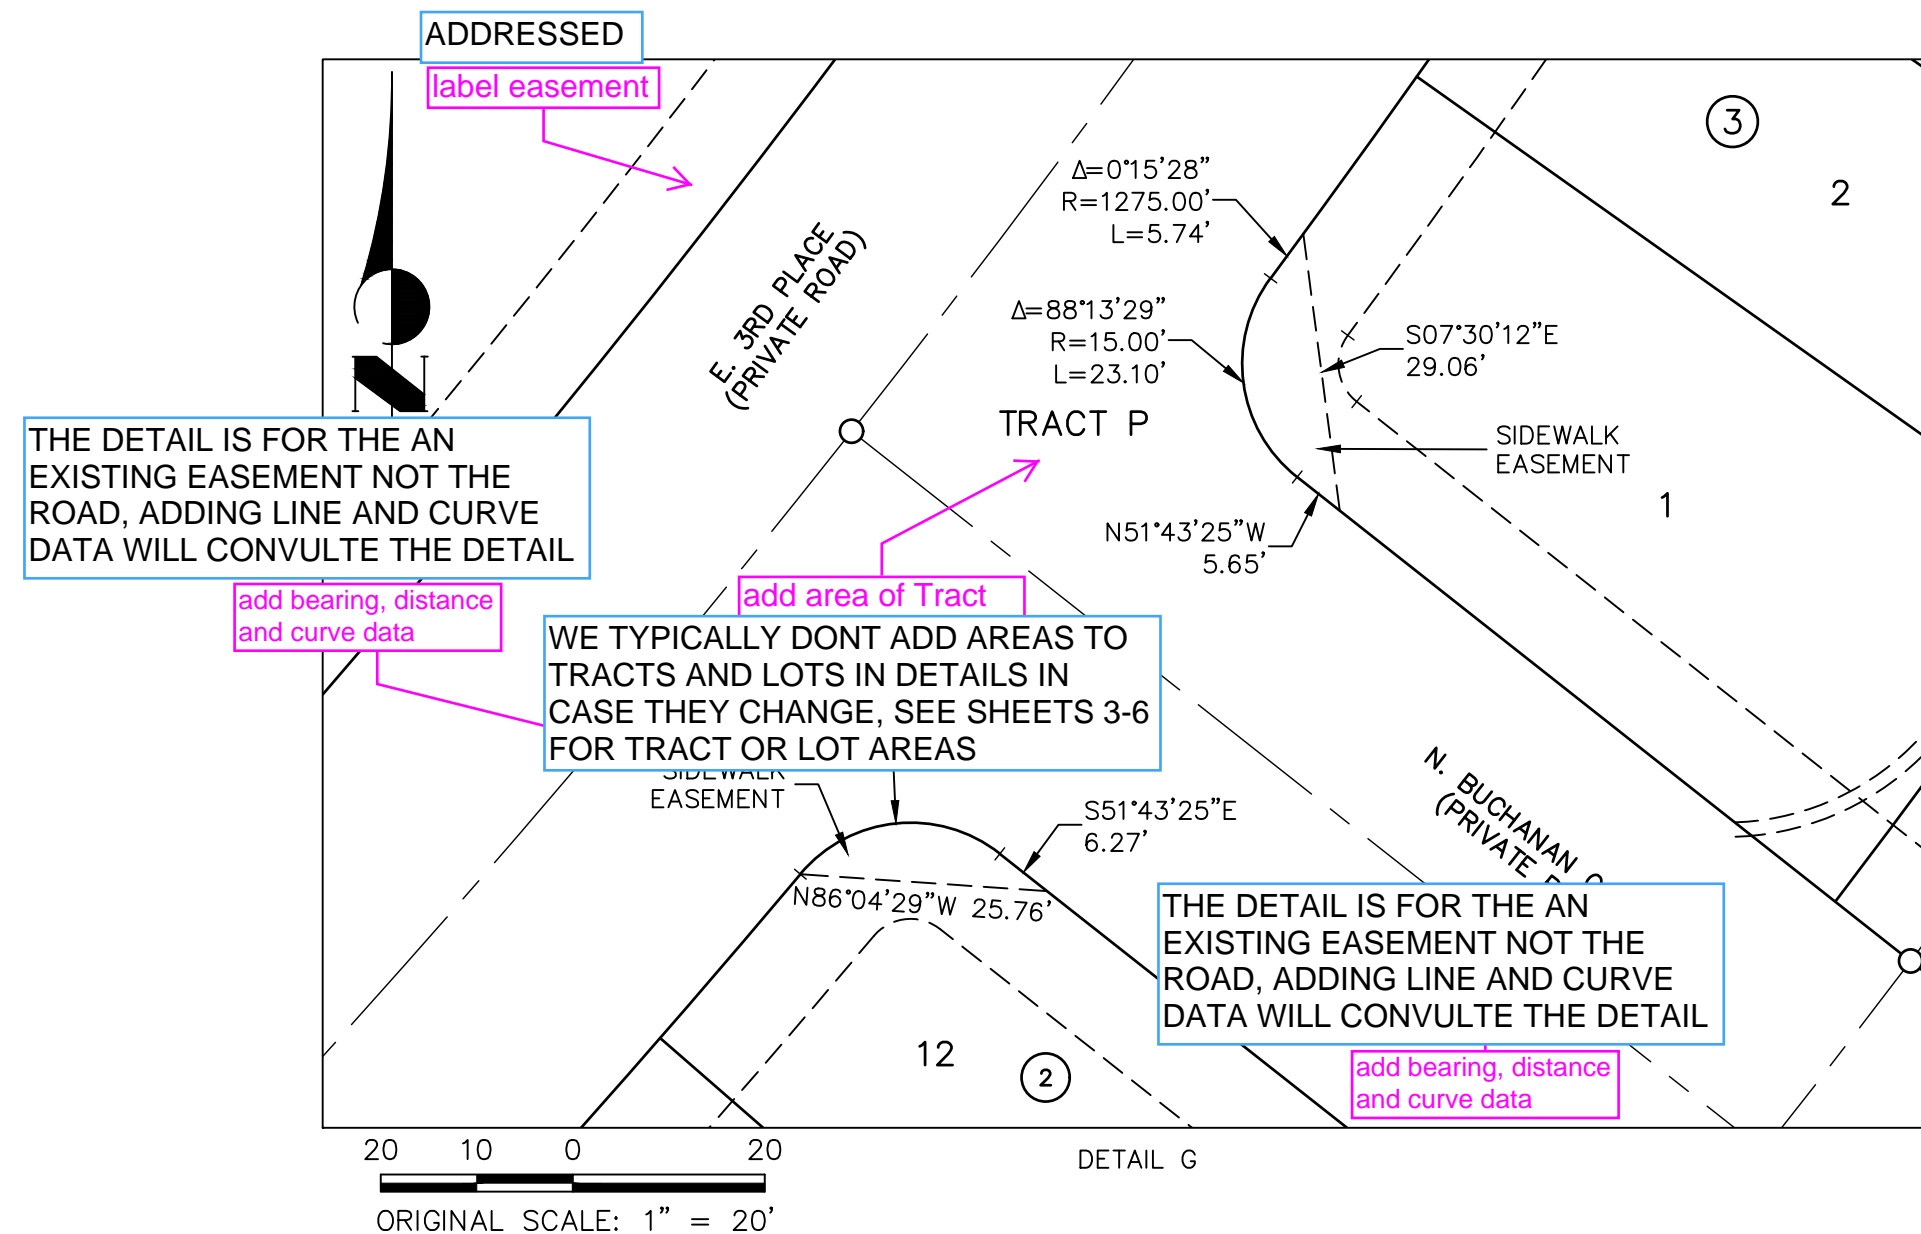 ADDRESSED
label easement
3
2
Δ=0°15'28"
R=1275.00'
L=5.74'
E. 3RD PLACE
(PRIVATE ROAD)
Δ=88°13'29"
R=15.00'
L=23.10'
S07°30'12"E
29.06'
N
TRACT P
SIDEWALK
EASEMENT
1
THE DETAIL IS FOR THE AN
EXISTING EASEMENT NOT THE
ROAD, ADDING LINE AND CURVE
DATA WILL CONVULTE THE DETAIL
N51°43'25"W
5.65'
add bearing, distance
and curve data
add area of Tract
WE TYPICALLY DONT ADD AREAS TO
TRACTS AND LOTS IN DETAILS IN
CASE THEY CHANGE, SEE SHEETS 3-6
FOR TRACT OR LOT AREAS
SIDEWALK
EASEMENT
S51°43'25"E
6.27'
N. BUCHANAN
(PRIVATE
N86°04'29"W 25.76'
THE DETAIL IS FOR THE AN
EXISTING EASEMENT NOT THE
ROAD, ADDING LINE AND CURVE
DATA WILL CONVULTE THE DETAIL
12
2
add bearing, distance
and curve data
20 10 0 20
DETAIL G
ORIGINAL SCALE: 1" = 20'